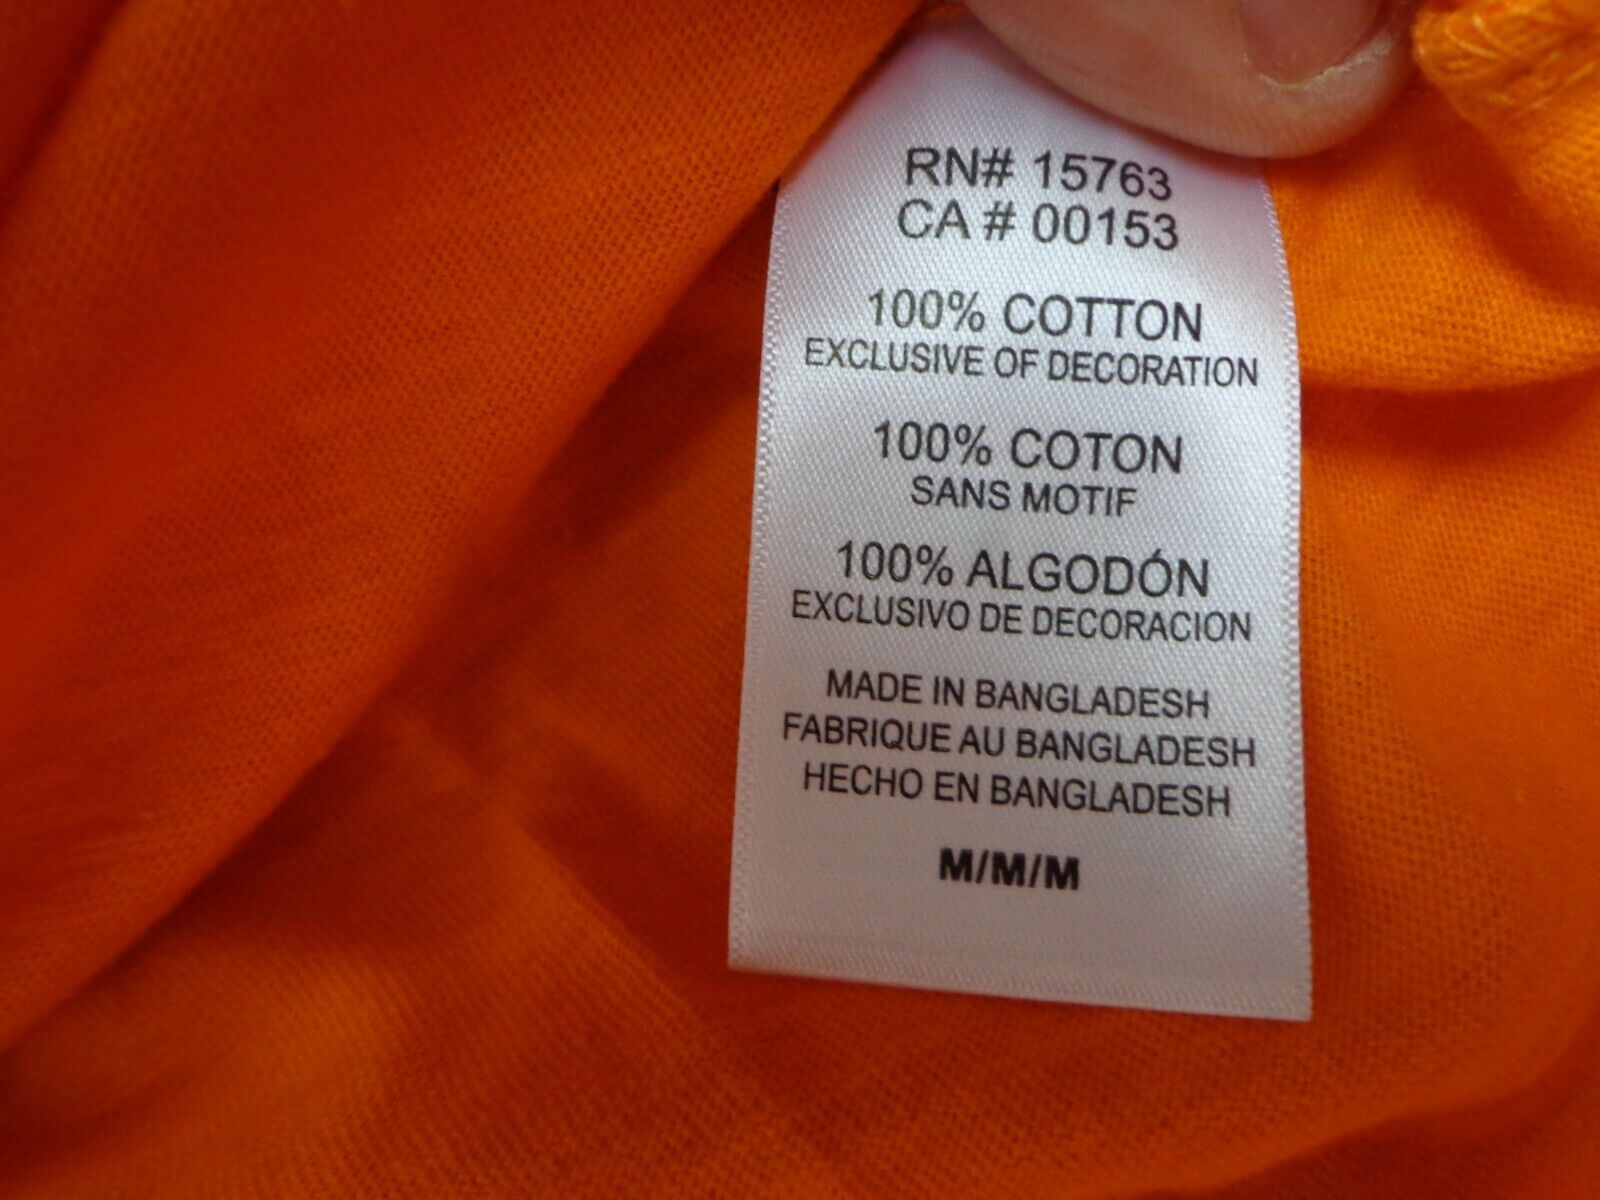 RN# 15763
CA # 00153
100% COTTON
EXCLUSIVE OF DECORATION
100% COTON
SANS MOTIF
100% ALGODÓN
EXCLUSIVO DE DECORACION
MADE IN BANGLADESH
FABRIQUE AU BANGLADESH
HECHO EN BANGLADESH
M/M/M